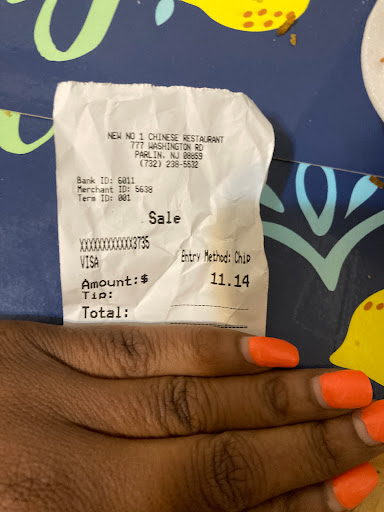 NEW NO 1 CHINESE RESTAURANT
777 WASHINGTON RD
PARLIN, NJ 08859
(732) 238-5532
Bank ID: 6011
Merchant ID: 5638
Term ID: 001
Sale
XXXXXXXXXXXX3735
VISA Entry Method: Chip
Amount:$ 11.14
Tip:
Total: